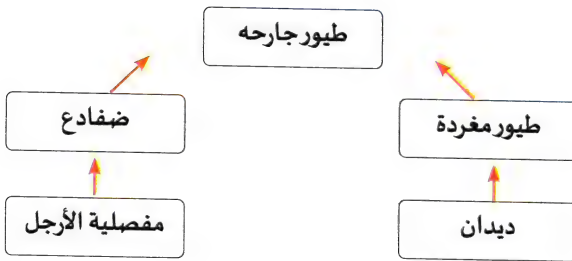 طيور جارحه
ضفادع
طيور مغردة
مفصلية الأرجل
ديدان